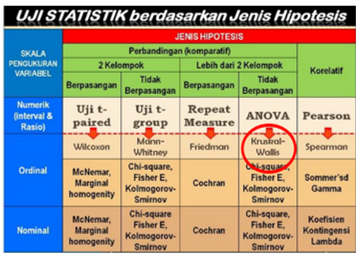 UJI STATISTIK berdasarkan Jenis Hipotesis
SKALA PENGUKURAN VARIABEL
JENIS HIPOTESIS
Perbandingan (komparatif)
Korelatif
2 Kelompok
Lebih dari 2 Kelompok
Berpasangan
Tidak Berpasangan
Berpasangan
Tidak Berpasangan
Numerik (interval & Rasio)
Uji t-paired
Uji t-group
Repeat Measure
ANOVA
Pearson
Ordinal
Wilcoxon
Mann-Whitney
Friedman
Kruskal-Wallis
Spearman
McNemar, Marginal homogenity
Chi-square, Fisher E, Kolmogorov-Smirnov
Cochran
Chi-square, Fisher E, Kolmogorov-Smirnov
Sommer'sd Gamma
Nominal
McNemar, Marginal homogenity
Chi-square Fisher E, Kolmogorov-Smirnov
Cochran
Chi-square Fisher E, Kolmogorov-Smirnov
Koefisien Kontingensi Lambda